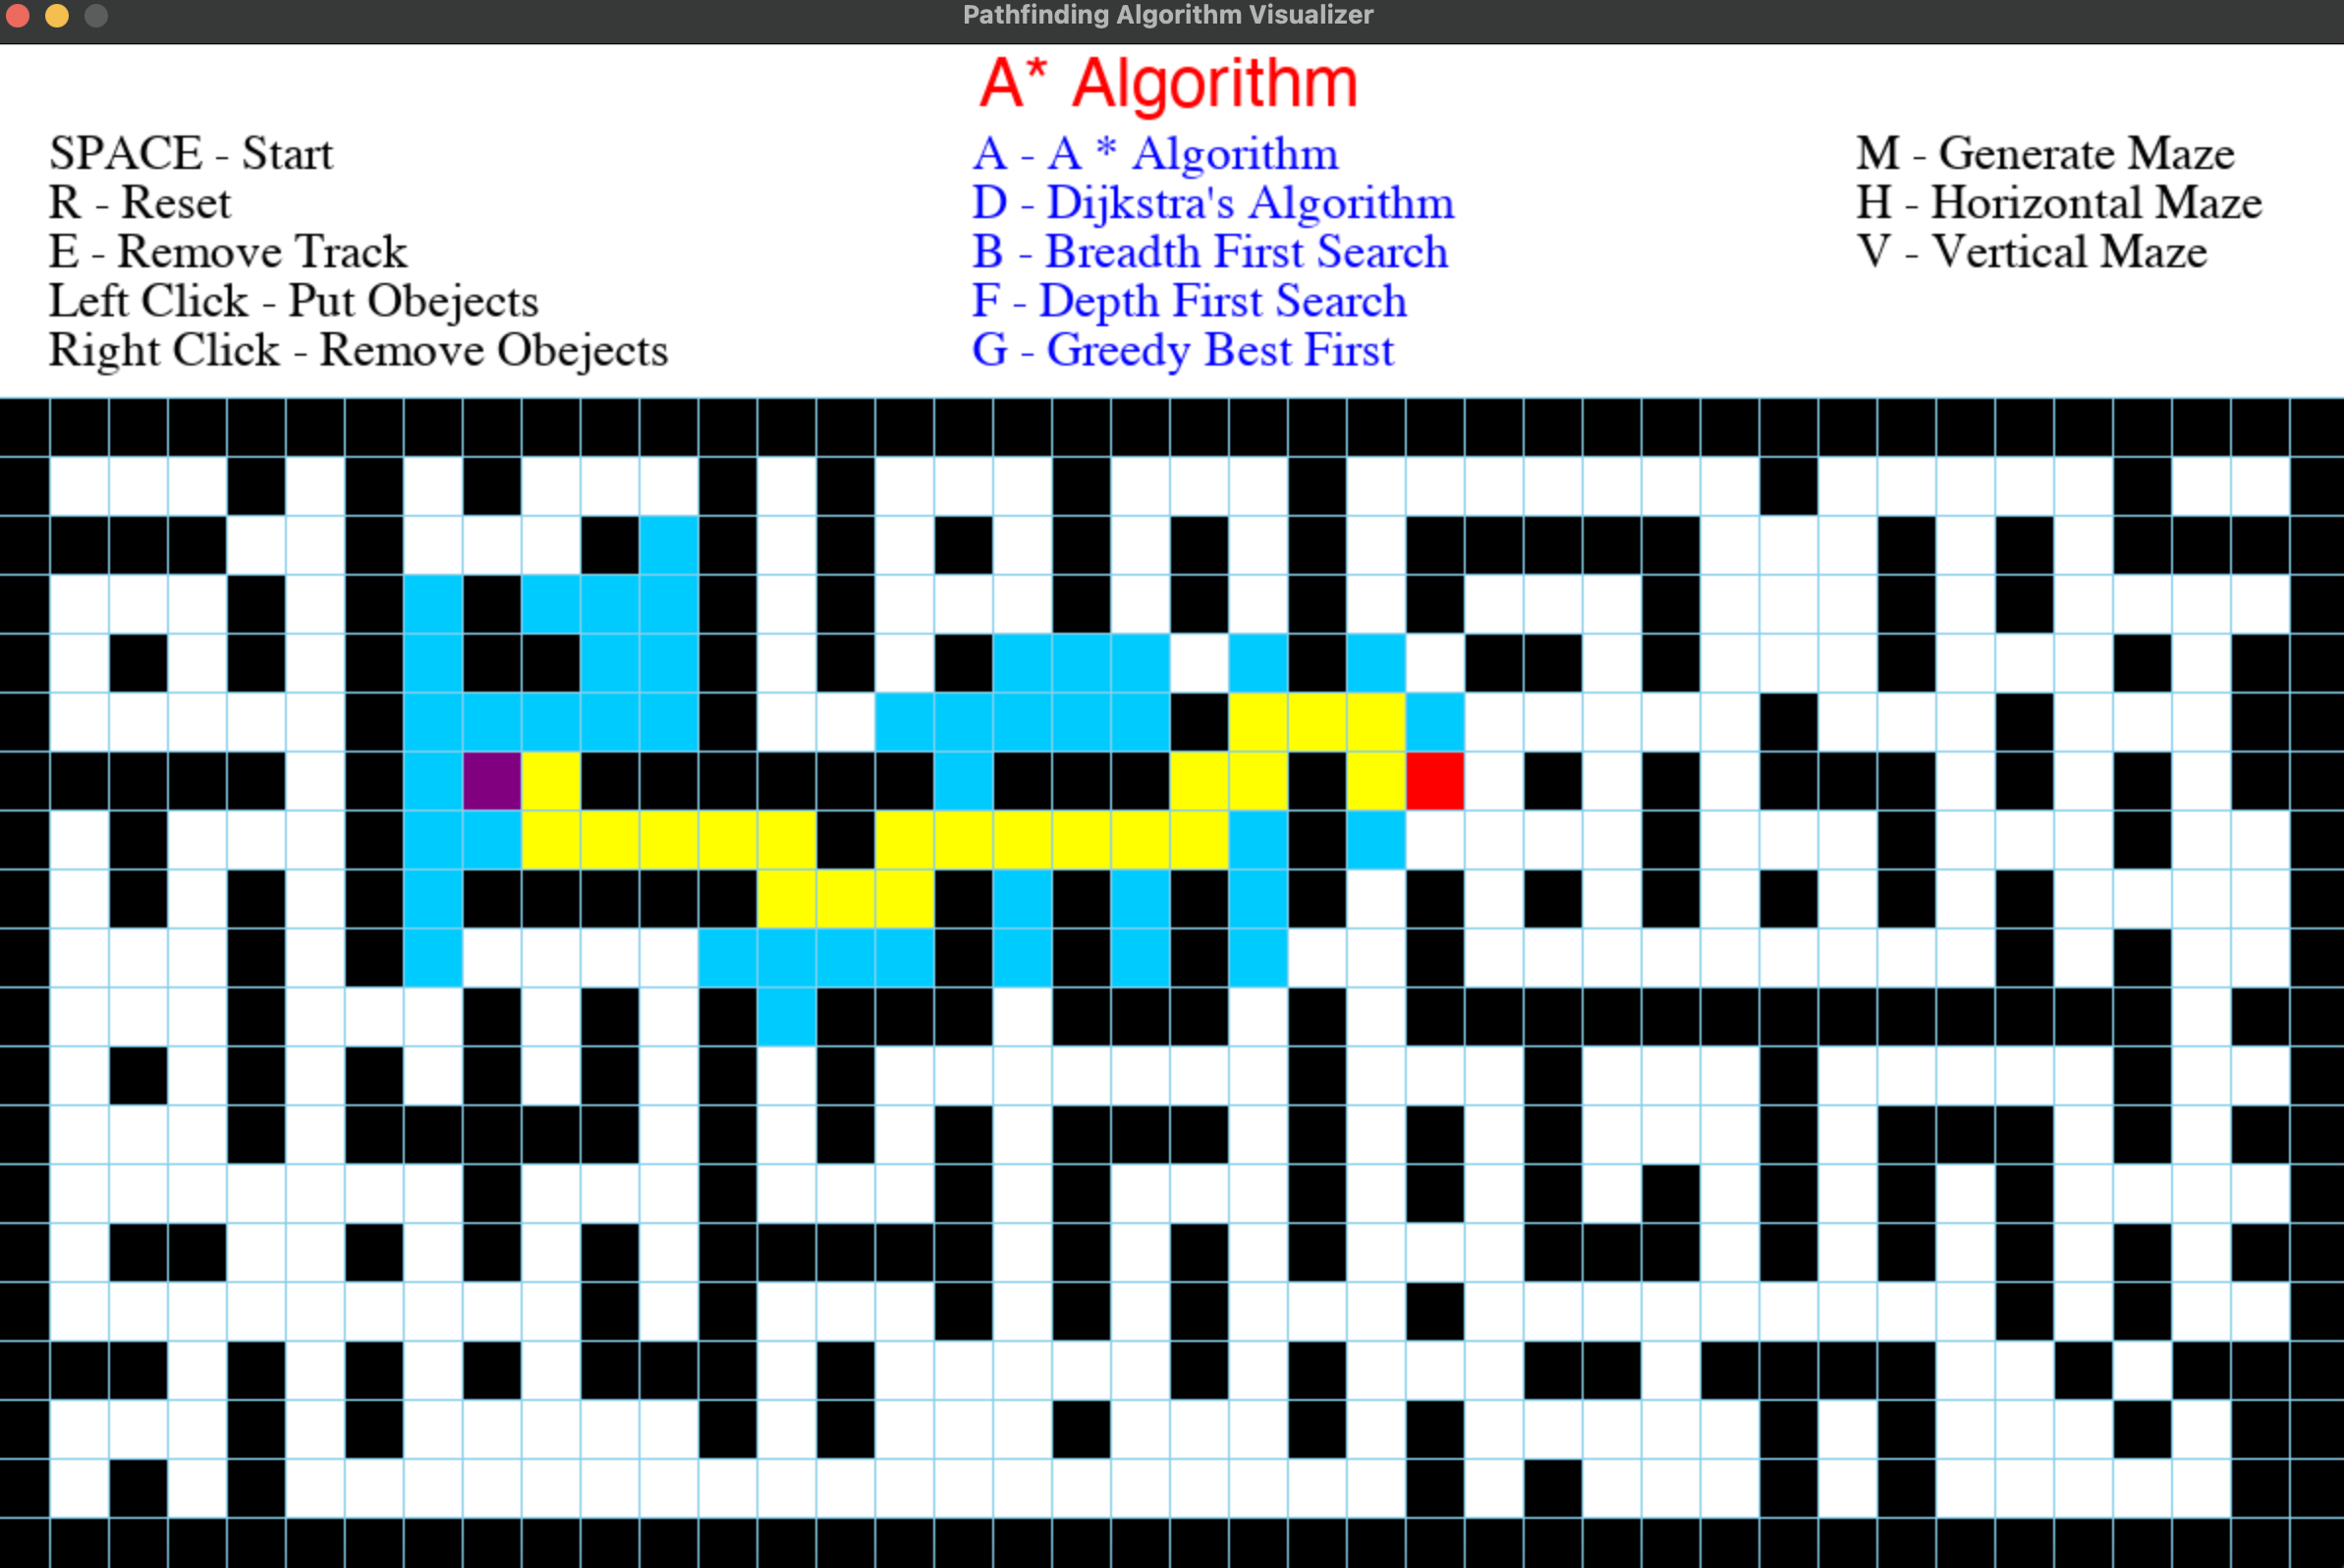 Pathfinding Algorithm Visualizer
A* Algorithm
SPACE - Start
R - Reset
E - Remove Track
Left Click - Put Obejects
Right Click - Remove Obejects
A - A * Algorithm
D - Dijkstra's Algorithm
B - Breadth First Search
F - Depth First Search
G - Greedy Best First
M - Generate Maze
H - Horizontal Maze
V - Vertical Maze